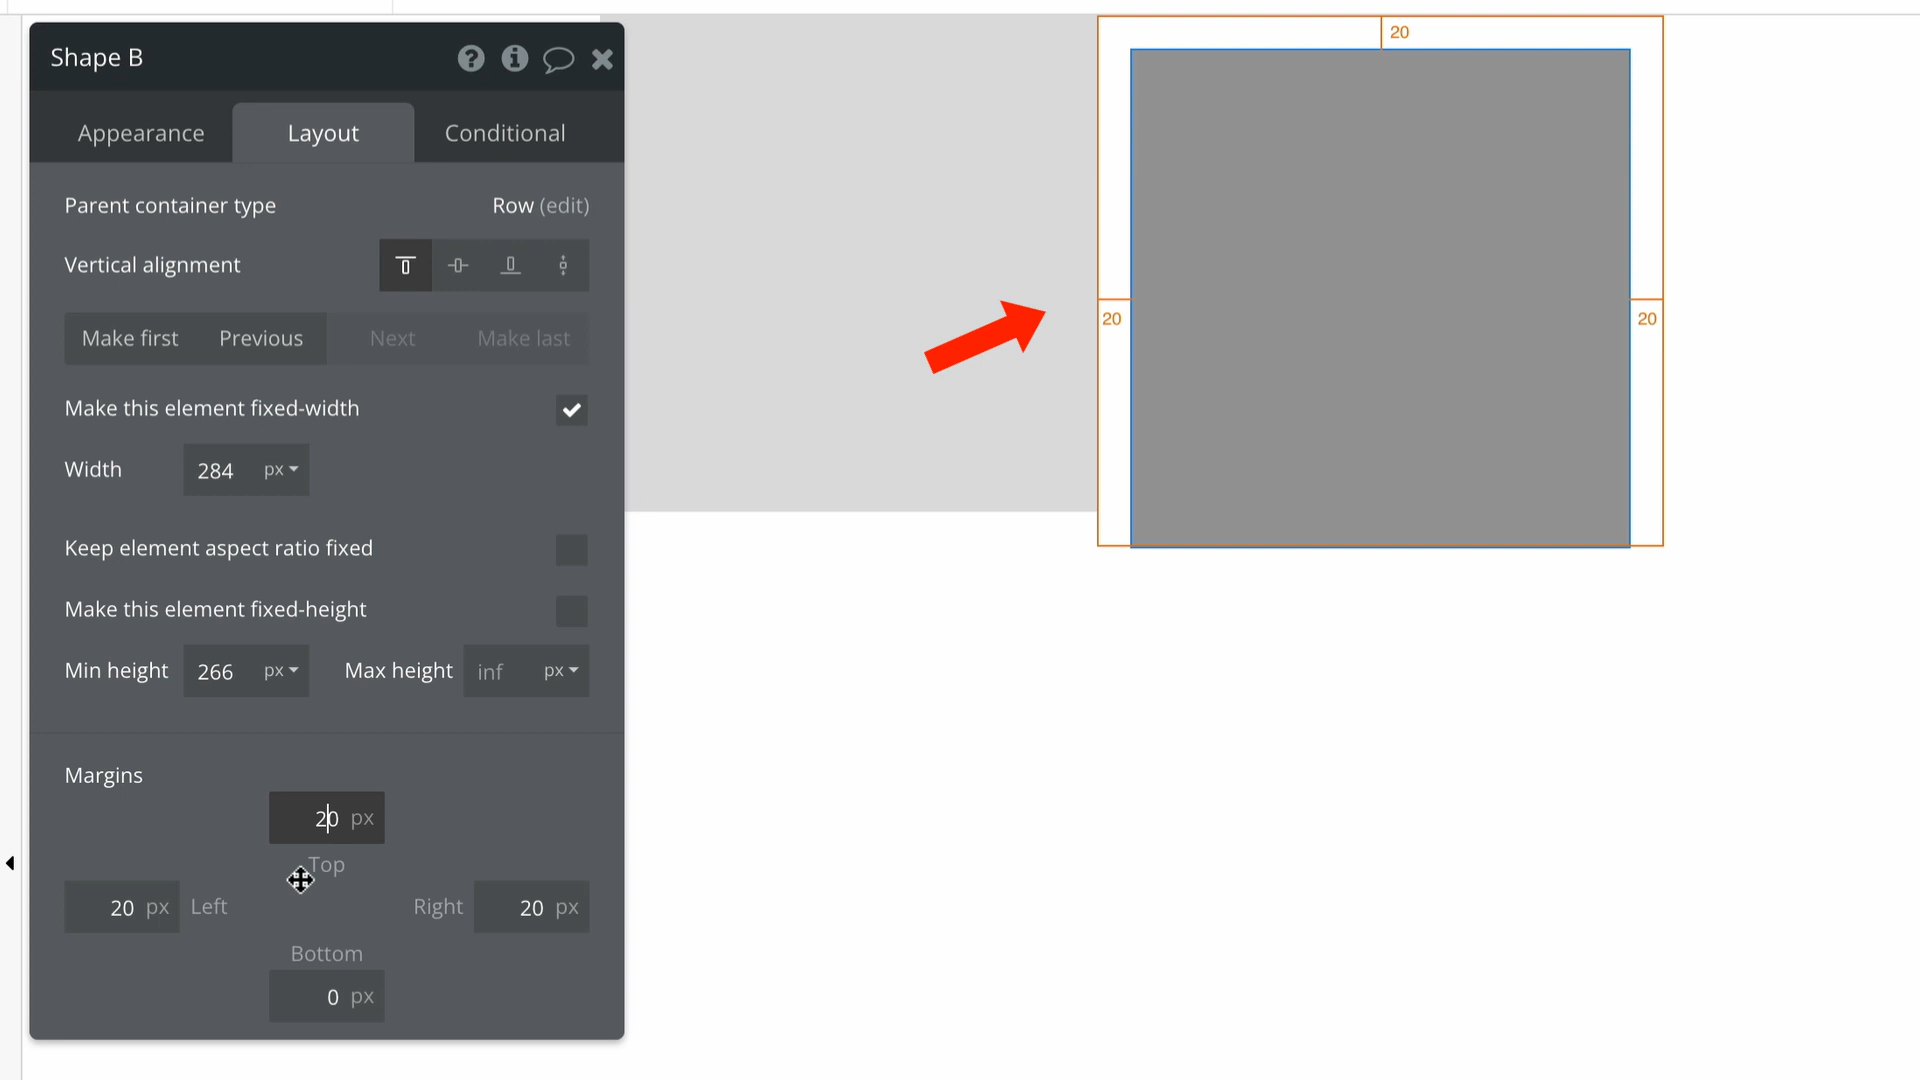 Shape B
Appearance Layout Conditional
Parent container type Row (edit)
Vertical alignment
Make first Previous Next Make last
Make this element fixed-width
Width 284 px
Keep element aspect ratio fixed
Make this element fixed-height
Min height 266 px Max height inf px
Margins
20 px
Top
20 px Left Right 20 px
Bottom
0 px
20
20 20